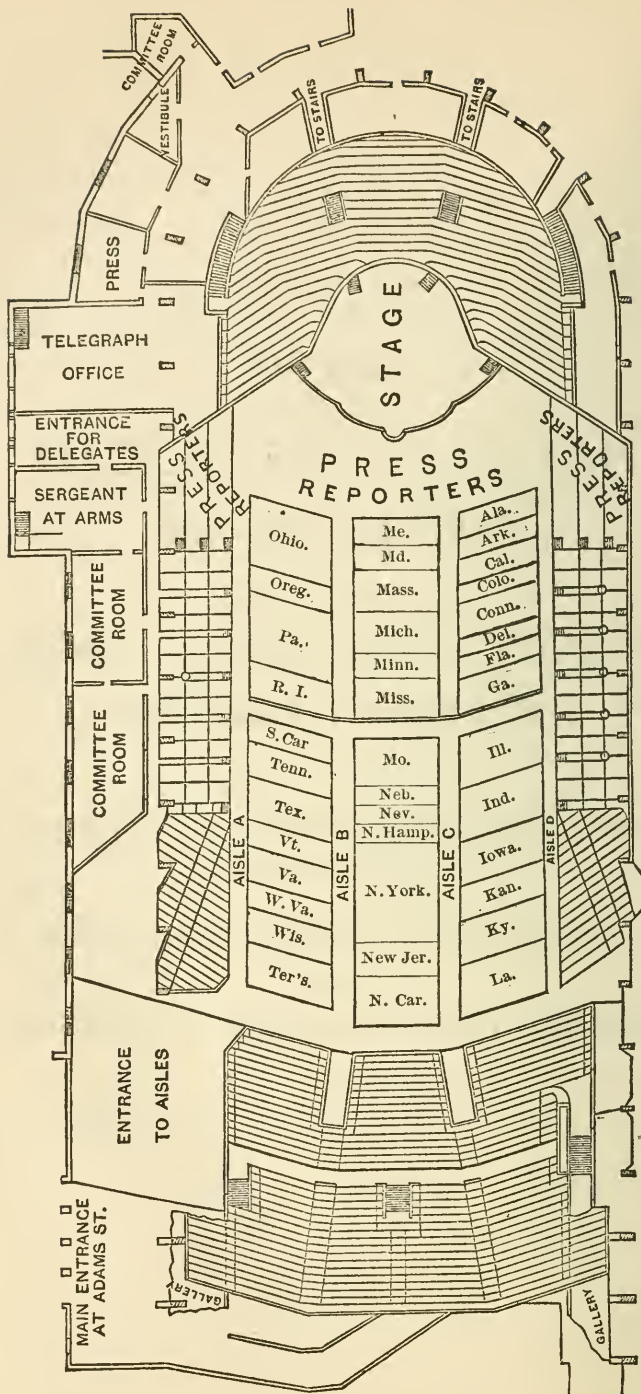 COMMITTEE
ROOM
VESTIBULE
TO STAIRS
TO STAIRS
PRESS
STAGE
TELEGRAPH
OFFICE
ENTRANCE
FOR
DELEGATES
PRESS
REPORTERS
PRESS
REPORTERS
PRESS
REPORTERS
SERGEANT
AT ARMS
COMMITTEE
ROOM
COMMITTEE
ROOM
Ohio.
Oreg.
Pa.
R. I.
Me.
Md.
Mass.
Mich.
Minn.
Miss.
Ala.
Ark.
Cal.
Colo.
Conn.
Del.
Fla.
Ga.
S. Car
Tenn.
Tex.
Vt.
Va.
W. Va.
Wis.
Ter's.
Mo.
Neb.
Nev.
N. Hamp.
N. York.
New Jer.
N. Car.
Ill.
Ind.
Iowa.
Kan.
Ky.
La.
AISLE A
AISLE B
AISLE C
AISLE D
ENTRANCE
TO AISLES
MAIN ENTRANCE
AT ADAMS ST.
GALLERY
GALLERY